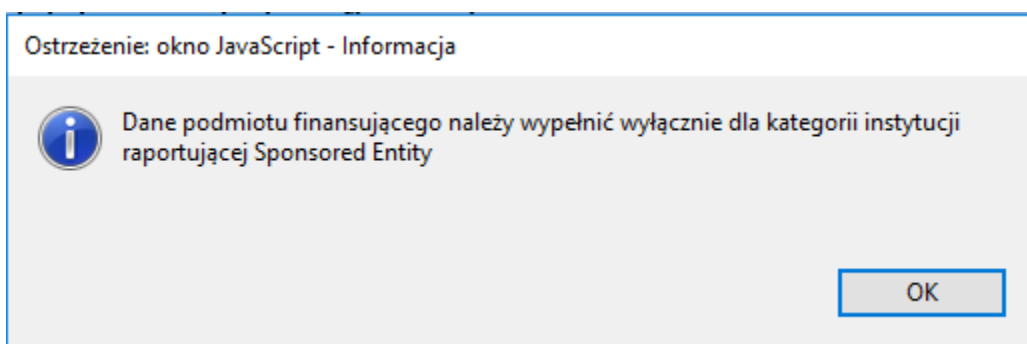 Ostrzeżenie: okno JavaScript - Informacja
Dane podmiotu finansującego należy wypełnić wyłącznie dla kategorii instytucji
raportującej Sponsored Entity
OK